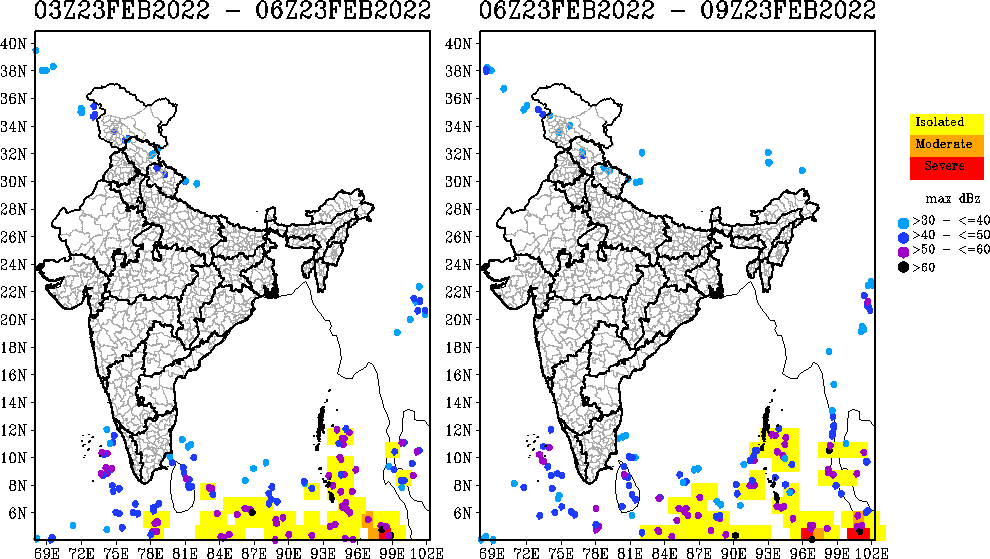 03Z23FEB2022 - 06Z23FEB2022
06Z23FEB2022 - 09Z23FEB2022
40N
38N
36N
34N
32N
30N
28N
26N
24N
22N
20N
18N
16N
14N
12N
10N
8N
6N
69E 72E 75E 78E 81E 84E 87E 90E 93E 96E 99E 102E
40N
38N
36N
34N
32N
30N
28N
26N
24N
22N
20N
18N
16N
14N
12N
10N
8N
6N
69E 72E 75E 78E 81E 84E 87E 90E 93E 96E 99E 102E
Isolated
Moderate
Severe
max dBz
>30 - <=40
>40 - <=50
>50 - <=60
>60